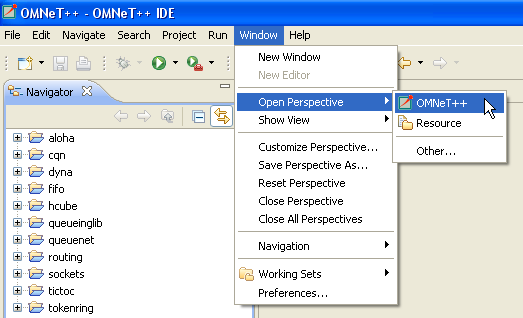 OMNeT++ - OMNeT++ IDE
File Edit Navigate Search Project Run Window Help
Navigator
aloha
cqn
dyna
fifo
hcube
queueinglib
queuenet
routing
sockets
tictoc
tokenring
New Window
New Editor
Open Perspective
Show View
Customize Perspective...
Save Perspective As...
Reset Perspective
Close Perspective
Close All Perspectives
Navigation
Working Sets
Preferences...
OMNeT++
Resource
Other...